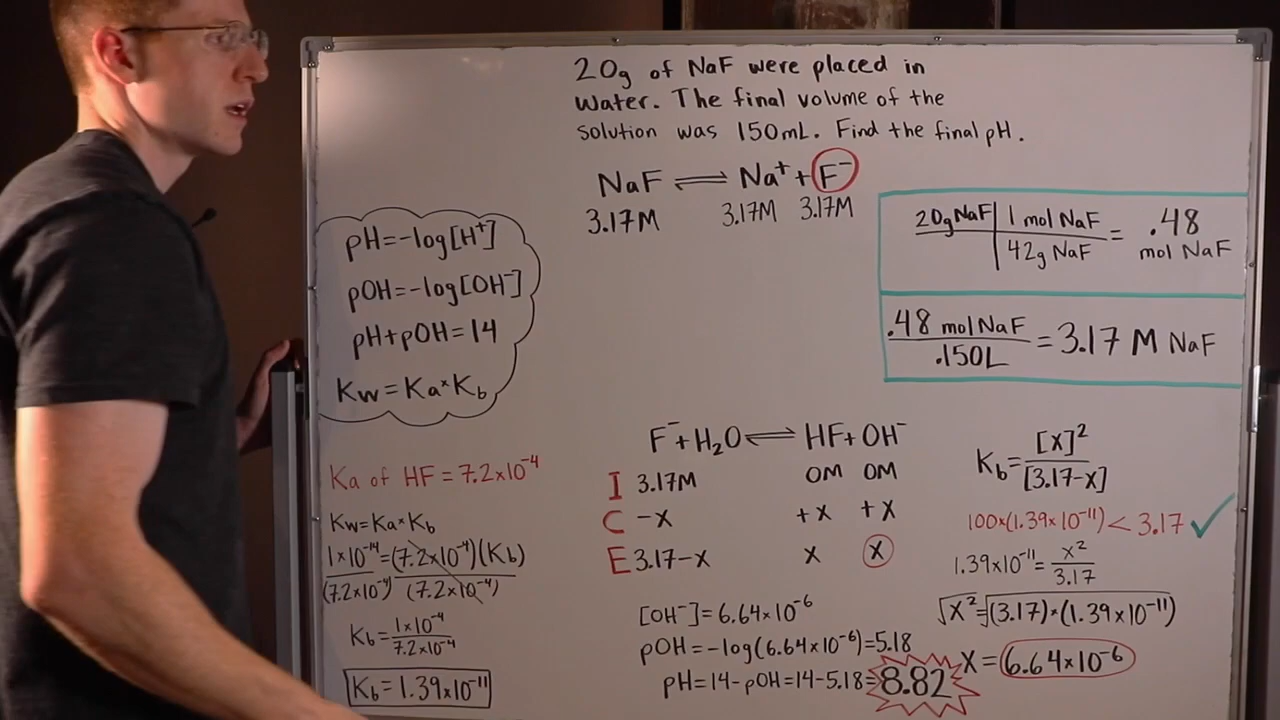 20g of NaF were placed in
water. The final volume of the
solution was 150mL. Find the final pH.
NaF ⇌ Na⁺ + F⁻
3.17M 3.17M 3.17M
20g NaF | 1 mol NaF = .48
42g NaF mol NaF
.48 mol NaF / .150L = 3.17 M NaF
pH=-log[H⁺]
pOH=-log[OH⁻]
pH+pOH=14
Kw=Ka×Kb
Ka of HF = 7.2×10⁻⁴
Kw=Ka×Kb
1×10⁻¹⁴=(7.2×10⁻⁴)(Kb)
(7.2×10⁻⁴) (7.2×10⁻⁴)
Kb=1×10⁻⁴/7.2×10⁻⁴
Kb=1.39×10⁻¹¹
F⁻+H₂O⇌HF+OH⁻
I 3.17M 0M 0M
C -X +X +X
E 3.17-X X X
[OH⁻]=6.64×10⁻⁶
pOH=-log(6.64×10⁻⁶)=5.18
pH=14-pOH=14-5.18=8.82
Kb=[X]²/[3.17-X]
100×(1.39×10⁻¹¹)<3.17 ✓
1.39×10⁻¹¹=X²/3.17
√X²=√(3.17)×(1.39×10⁻¹¹)
X=6.64×10⁻⁶